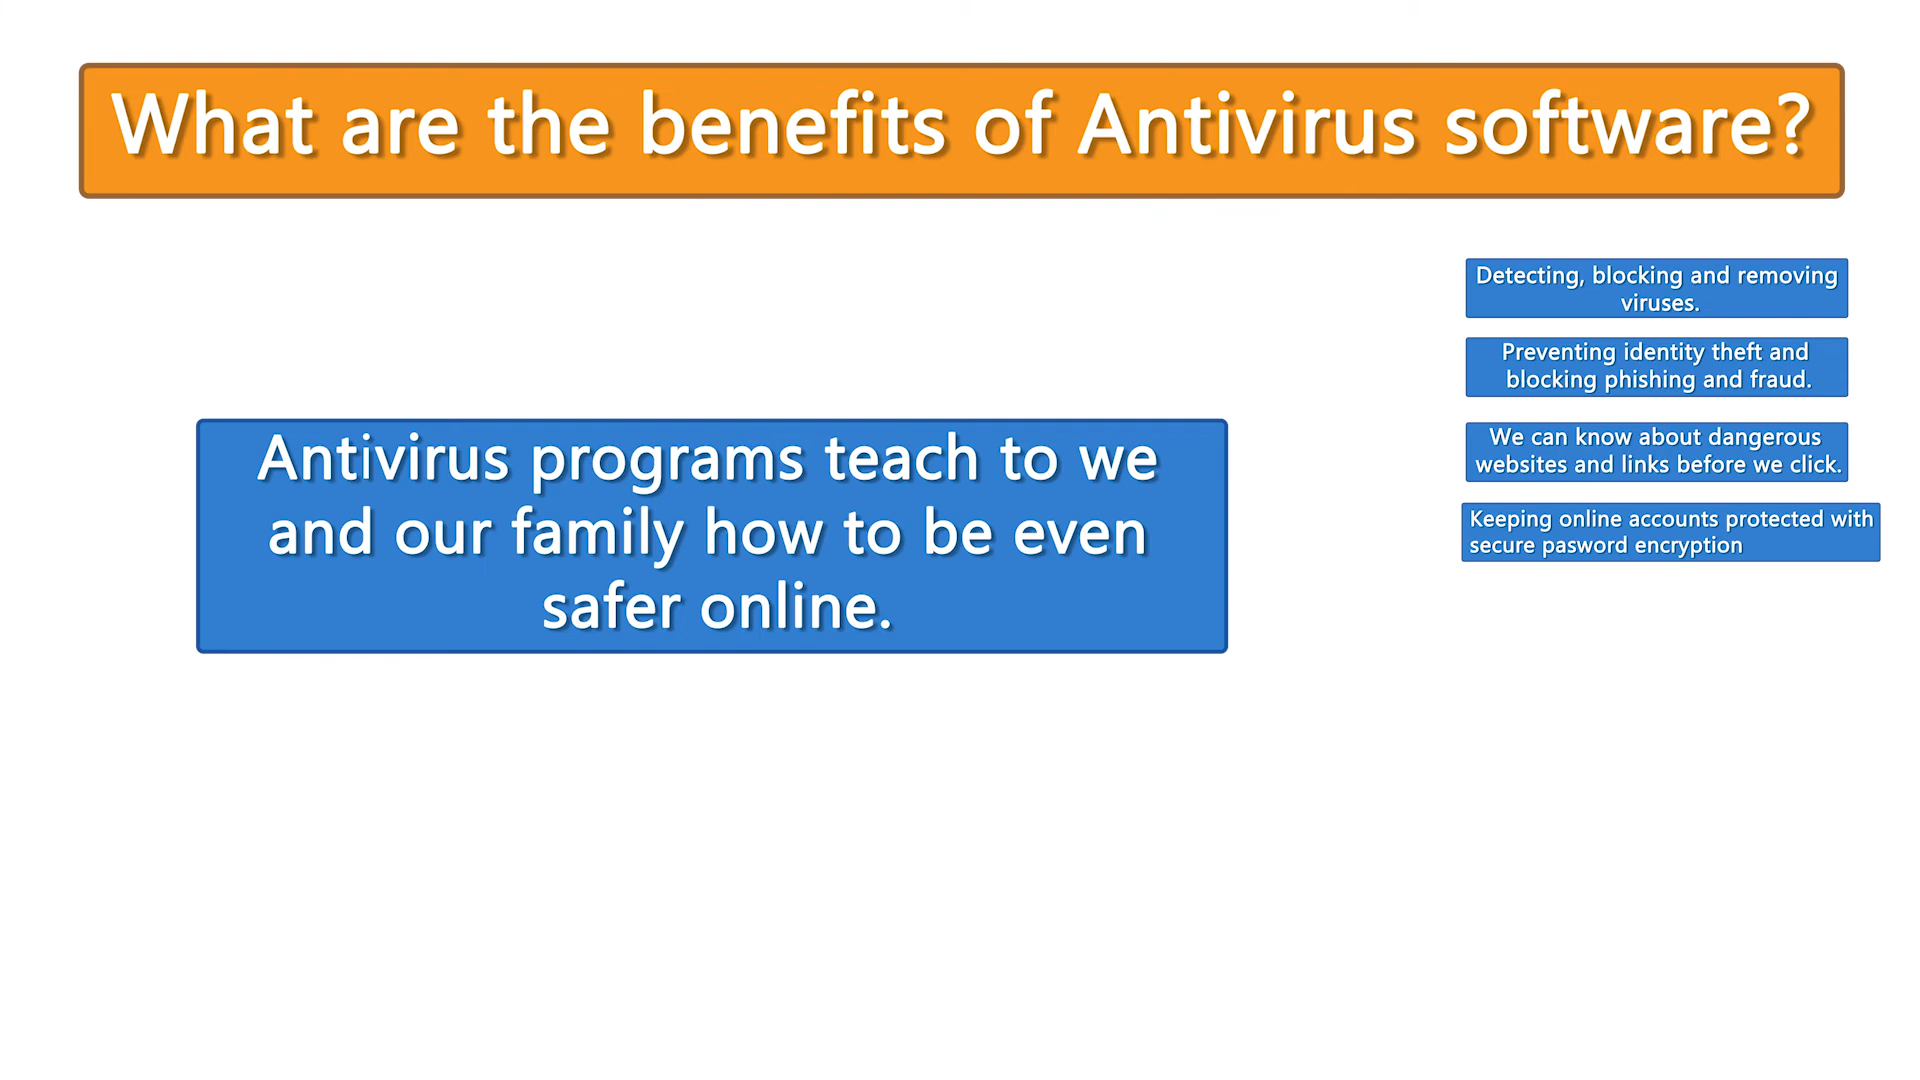 What are the benefits of Antivirus software?
Detecting, blocking and removing
viruses.
Preventing identity theft and
blocking phishing and fraud.
We can know about dangerous
websites and links before we click.
Keeping online accounts protected with
secure pasword encryption
Antivirus programs teach to we
and our family how to be even
safer online.